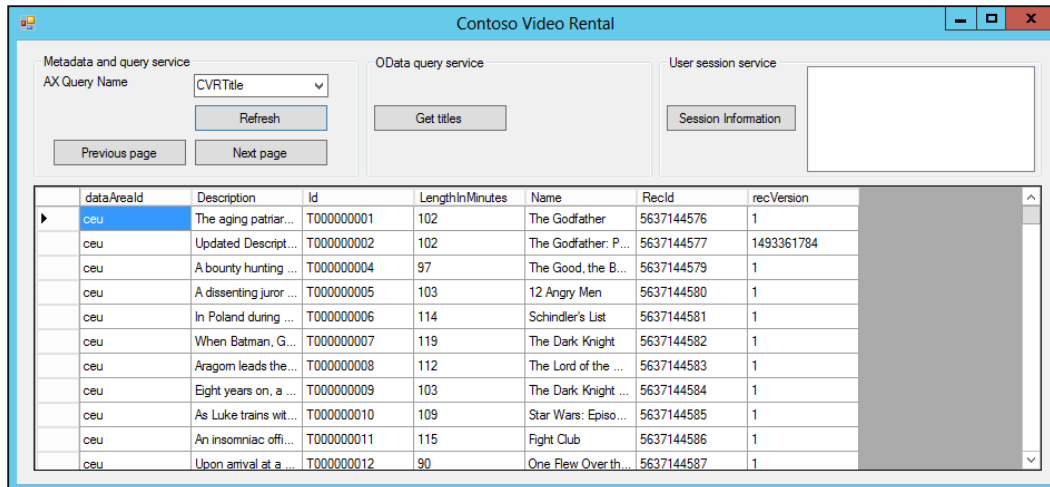 Contoso Video Rental
Metadata and query service
AX Query Name CVRTitle
Refresh
Previous page Next page
OData query service
Get titles
User session service
Session Information
dataAreaId Description Id LengthInMinutes Name RecId recVersion
ceu The aging patriar... T000000001 102 The Godfather 5637144576 1
ceu Updated Descript... T000000002 102 The Godfather: P... 5637144577 1493361784
ceu A bounty hunting ... T000000004 97 The Good, the B... 5637144579 1
ceu A dissenting juror ... T000000005 103 12 Angry Men 5637144580 1
ceu In Poland during ... T000000006 114 Schindler's List 5637144581 1
ceu When Batman, G... T000000007 119 The Dark Knight 5637144582 1
ceu Aragorn leads the... T000000008 112 The Lord of the ... 5637144583 1
ceu Eight years on, a ... T000000009 103 The Dark Knight ... 5637144584 1
ceu As Luke trains wit... T000000010 109 Star Wars: Episo... 5637144585 1
ceu An insomniac offi... T000000011 115 Fight Club 5637144586 1
ceu Upon arrival at a ... T000000012 90 One Flew Over th... 5637144587 1